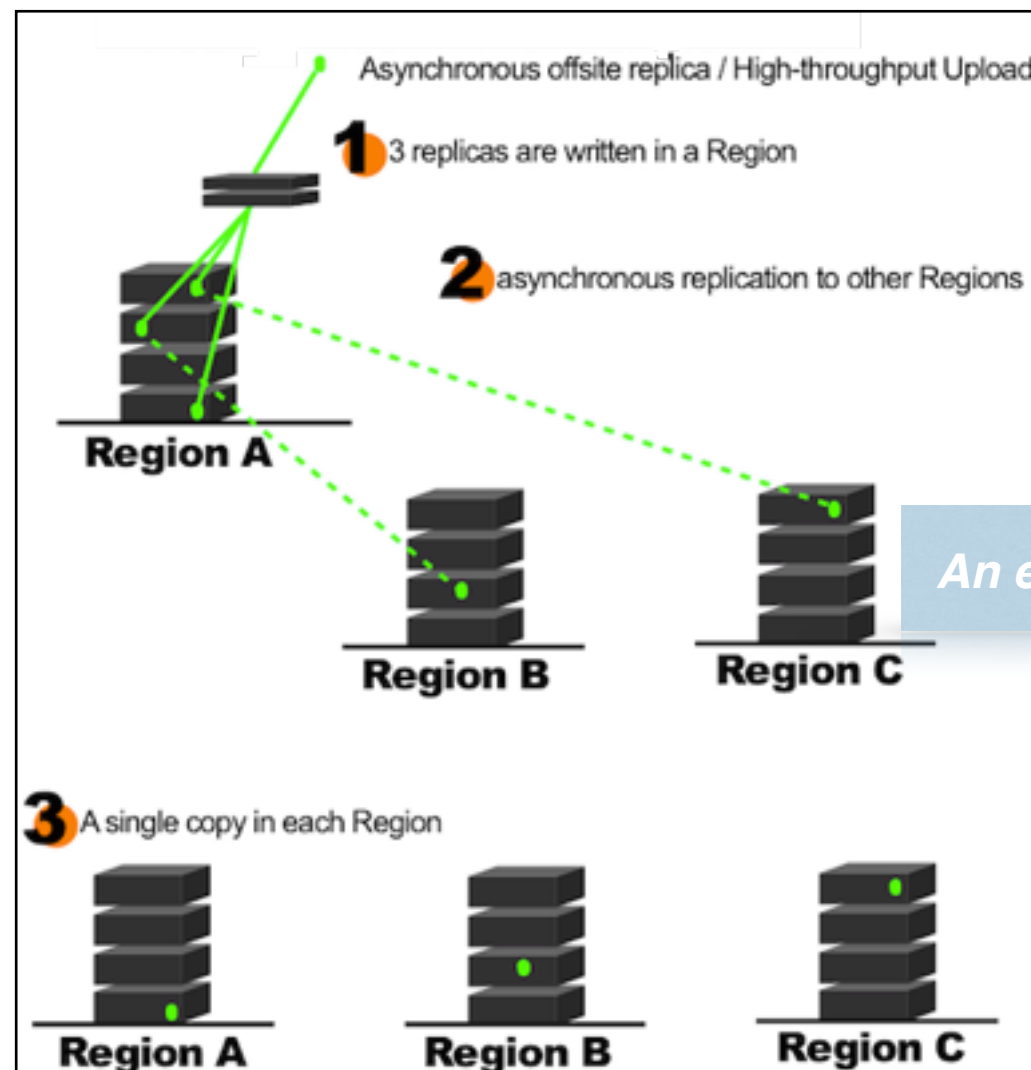 Asynchronous offsite replica / High-throughput Upload
1 3 replicas are written in a Region
2 asynchronous replication to other Regions
Region A
An e
Region B
Region C
3 A single copy in each Region
Region A
Region B
Region C